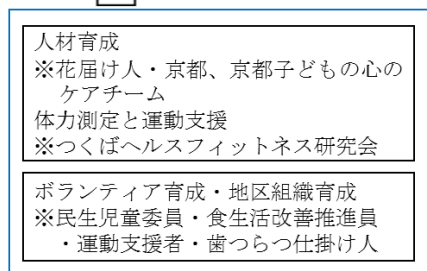 人材育成
※花届け人・京都、京都子どもの心の
ケアチーム
体力測定と運動支援
※つくばヘルスフィットネス研究会
ボランティア育成・地区組織育成
※民生児童委員・食生活改善推進員
・運動支援者・歯つらつ仕掛け人